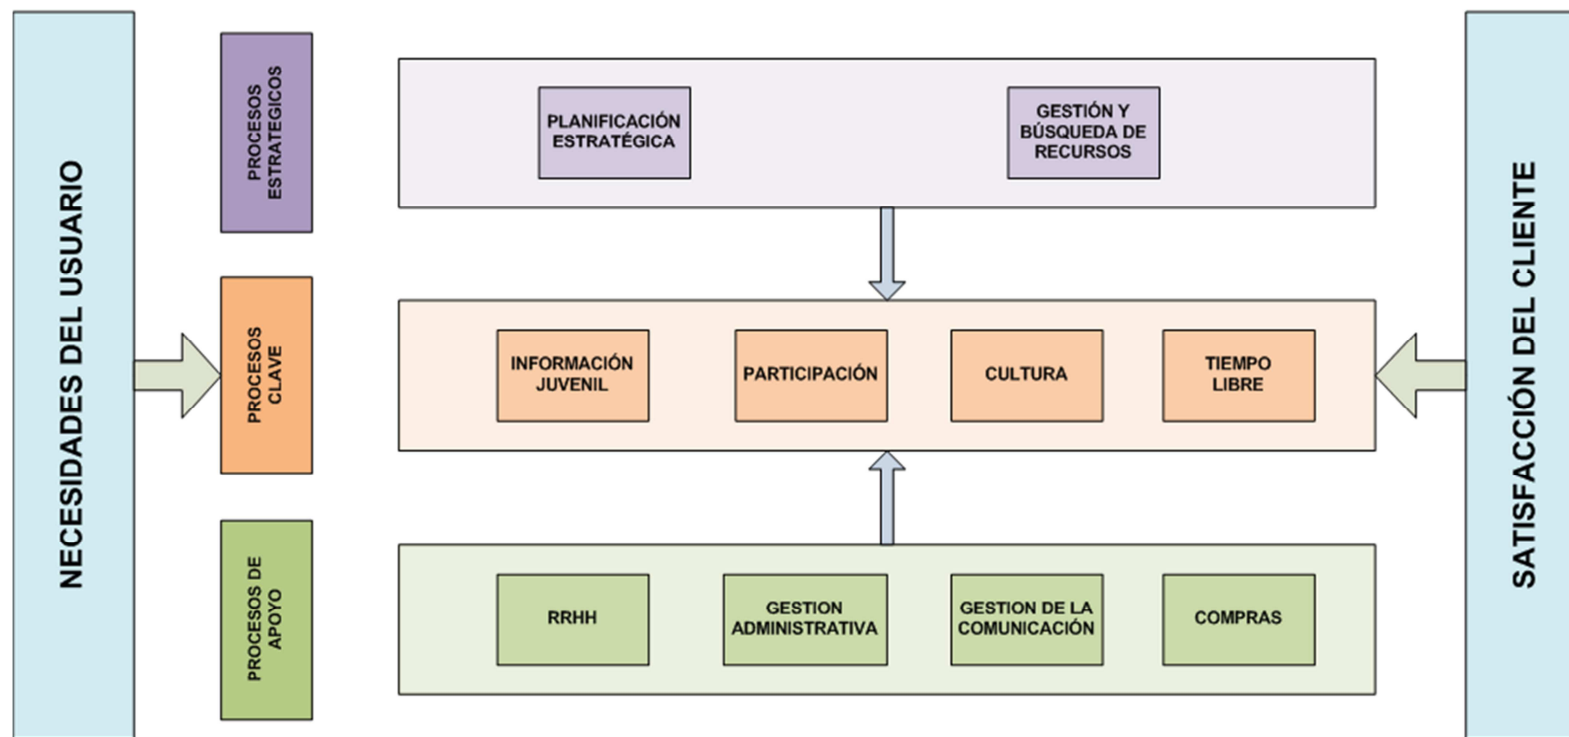 NECESIDADES DEL USUARIO
PROCESOS
ESTRATEGICOS
PLANIFICACIÓN
ESTRATÉGICA
GESTIÓN Y
BÚSQUEDA DE
RECURSOS
PROCESOS
CLAVE
INFORMACIÓN
JUVENIL
PARTICIPACIÓN
CULTURA
TIEMPO
LIBRE
PROCESOS DE
APOYO
RRHH
GESTION
ADMINISTRATIVA
GESTION DE LA
COMUNICACIÓN
COMPRAS
SATISFACCIÓN DEL CLIENTE